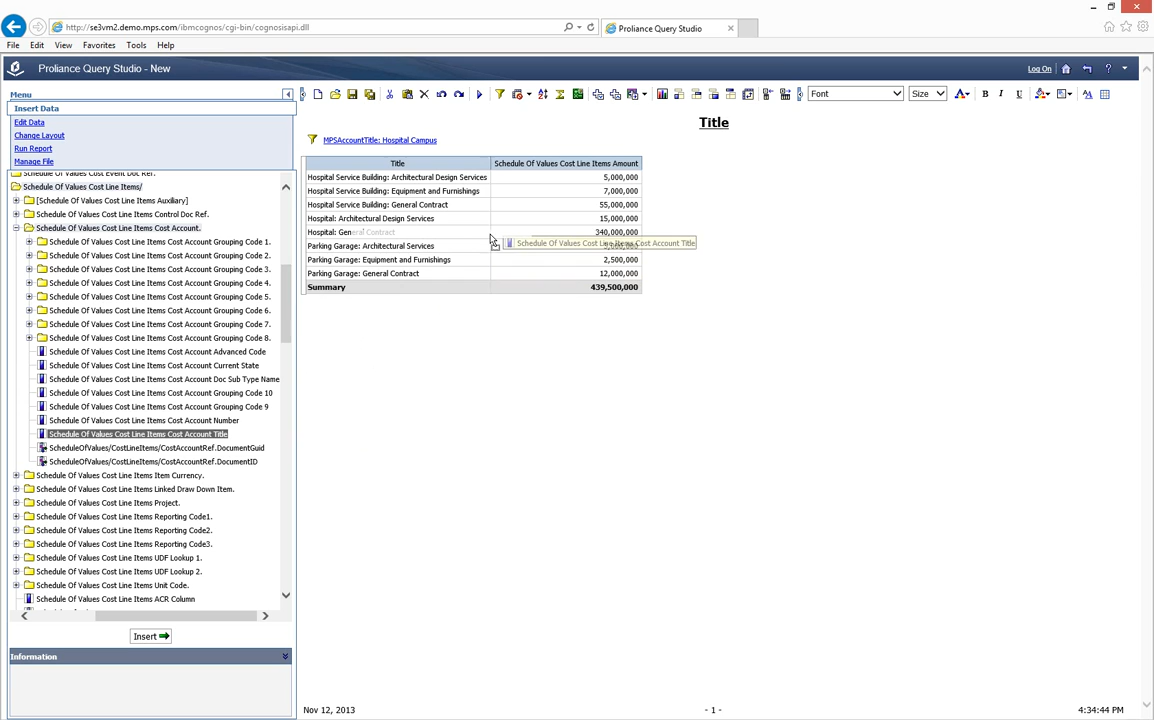 http://se3vm2.demo.mps.com/ibmcognos/cgi-bin/cognosisapi.dll
Proliance Query Studio
File Edit View Favorites Tools Help
Proliance Query Studio - New
Log On
Menu
Font
Size
Insert Data
Edit Data
Change Layout
Run Report
Manage File
Title
MPSAccountTitle: Hospital Campus
Title Schedule Of Values Cost Line Items Amount
Hospital Service Building: Architectural Design Services 5,000,000
Hospital Service Building: Equipment and Furnishings 7,000,000
Hospital Service Building: General Contract 55,000,000
Hospital: Architectural Design Services 15,000,000
Hospital: General Contract 340,000,000
Parking Garage: Architectural Services
Parking Garage: Equipment and Furnishings 2,500,000
Parking Garage: General Contract 12,000,000
Summary 439,500,000
Schedule Of Values Cost Line Items Cost Account Title
Schedule Of Values Cost Event Doc Ref.
Schedule Of Values Cost Line Items/
[Schedule Of Values Cost Line Items Auxiliary]
Schedule Of Values Cost Line Items Control Doc Ref.
Schedule Of Values Cost Line Items Cost Account.
Schedule Of Values Cost Line Items Cost Account Grouping Code 1.
Schedule Of Values Cost Line Items Cost Account Grouping Code 2.
Schedule Of Values Cost Line Items Cost Account Grouping Code 3.
Schedule Of Values Cost Line Items Cost Account Grouping Code 4.
Schedule Of Values Cost Line Items Cost Account Grouping Code 5.
Schedule Of Values Cost Line Items Cost Account Grouping Code 6.
Schedule Of Values Cost Line Items Cost Account Grouping Code 7.
Schedule Of Values Cost Line Items Cost Account Grouping Code 8.
Schedule Of Values Cost Line Items Cost Account Advanced Code
Schedule Of Values Cost Line Items Cost Account Current State
Schedule Of Values Cost Line Items Cost Account Doc Sub Type Name
Schedule Of Values Cost Line Items Cost Account Grouping Code 10
Schedule Of Values Cost Line Items Cost Account Grouping Code 9
Schedule Of Values Cost Line Items Cost Account Number
Schedule Of Values Cost Line Items Cost Account Title
ScheduleOfValues/CostLineItems/CostAccountRef.DocumentGuid
ScheduleOfValues/CostLineItems/CostAccountRef.DocumentID
Schedule Of Values Cost Line Items Item Currency.
Schedule Of Values Cost Line Items Linked Draw Down Item.
Schedule Of Values Cost Line Items Project.
Schedule Of Values Cost Line Items Reporting Code1.
Schedule Of Values Cost Line Items Reporting Code2.
Schedule Of Values Cost Line Items Reporting Code3.
Schedule Of Values Cost Line Items UDF Lookup 1.
Schedule Of Values Cost Line Items UDF Lookup 2.
Schedule Of Values Cost Line Items Unit Code.
Schedule Of Values Cost Line Items ACR Column
Insert
Information
Nov 12, 2013
- 1 -
4:34:44 PM